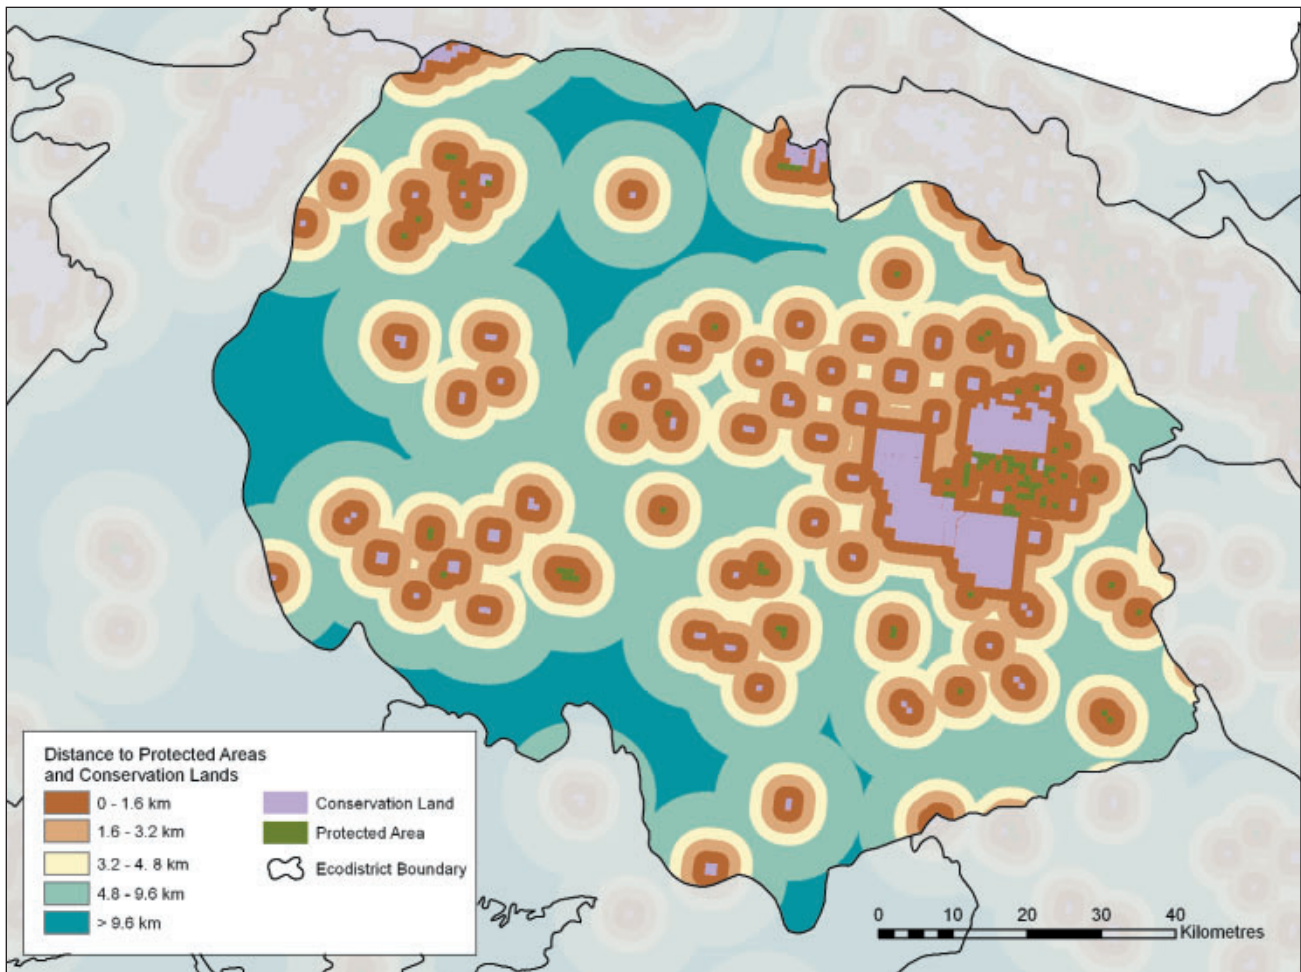 Distance to Protected Areas
and Conservation Lands
0 - 1.6 km
1.6 - 3.2 km
3.2 - 4. 8 km
4.8 - 9.6 km
> 9.6 km
Conservation Land
Protected Area
Ecodistrict Boundary
0 10 20 30 40
Kilometres